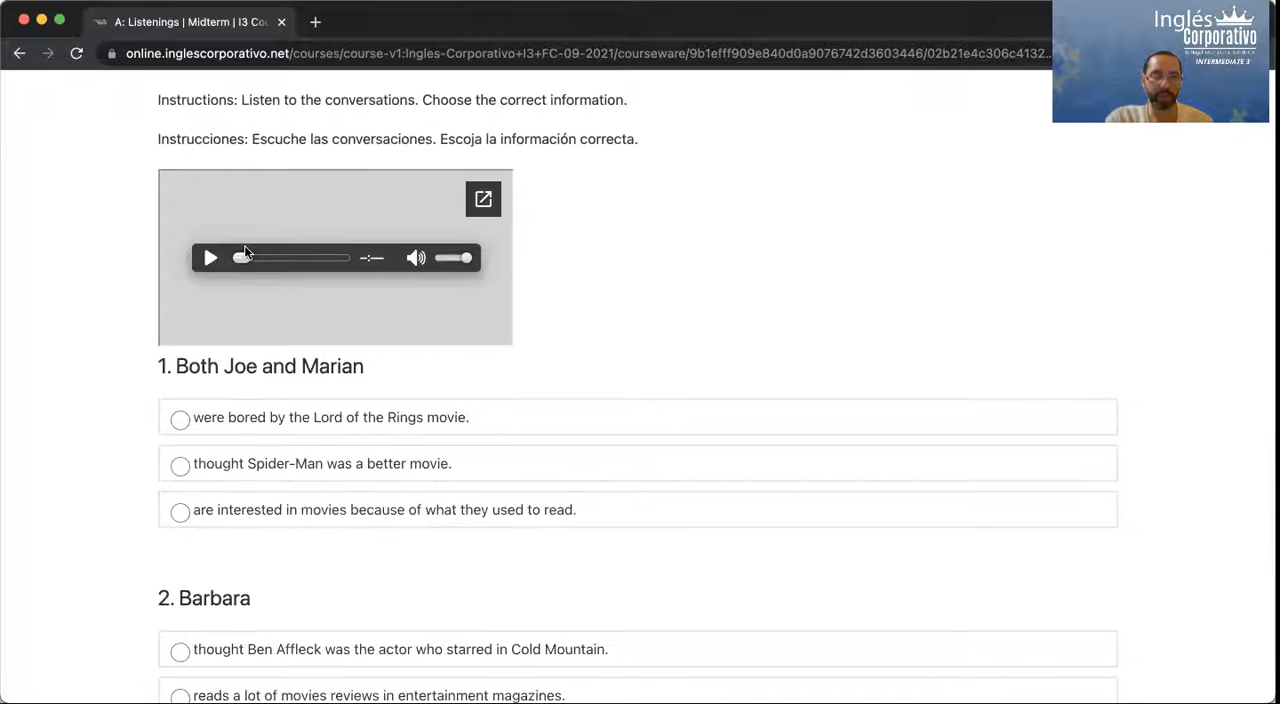 A: Listenings | Midterm | I3 Co
online.inglescorporativo.net/courses/course-v1:Ingles-Corporativo+I3+FC-09-2021/courseware/9b1efff909e840d0a9076742d3603446/02b21e4c306c4132...
Inglés
Corporativo
INTERMEDIATE 3
Instructions: Listen to the conversations. Choose the correct information.
Instrucciones: Escuche las conversaciones. Escoja la información correcta.
1. Both Joe and Marian
were bored by the Lord of the Rings movie.
thought Spider-Man was a better movie.
are interested in movies because of what they used to read.
2. Barbara
thought Ben Affleck was the actor who starred in Cold Mountain.
reads a lot of movies reviews in entertainment magazines.